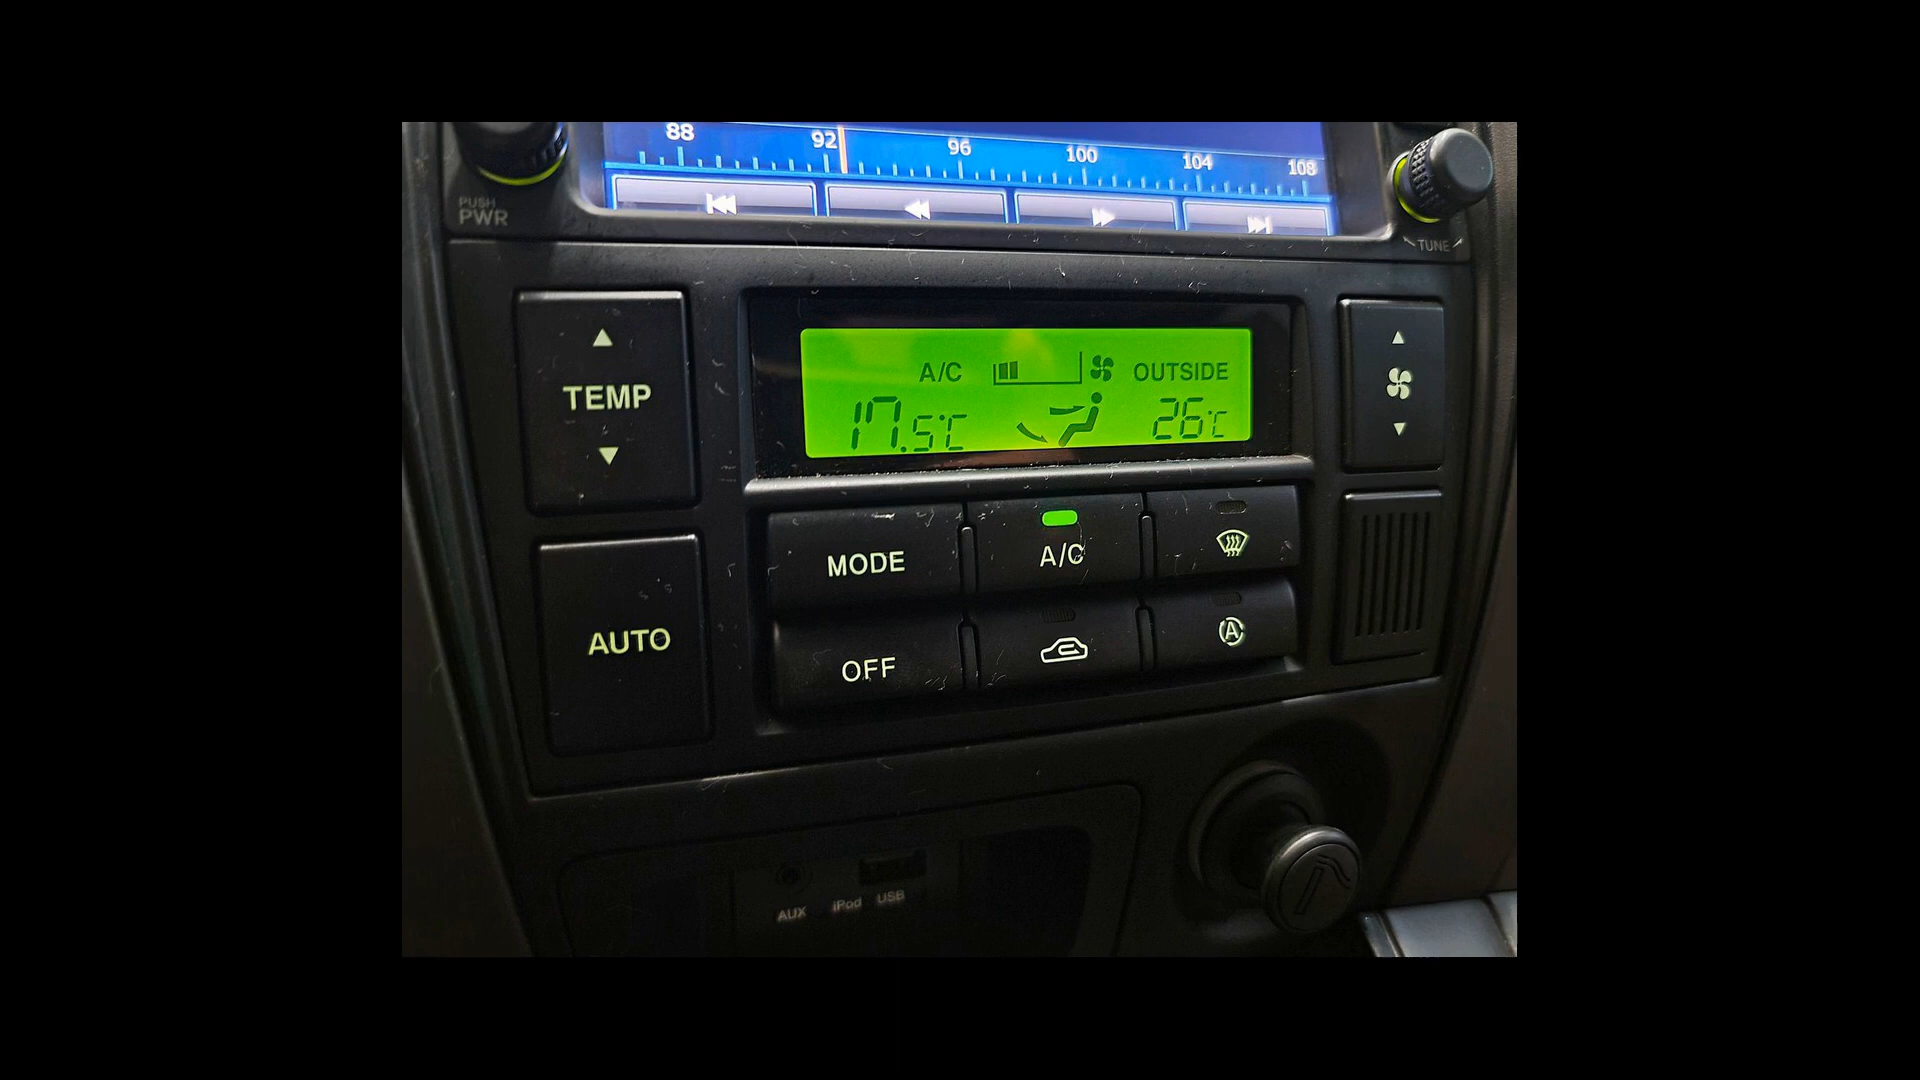 88 92 96 100 104 108
PUSH
PWR
TUNE
A/C OUTSIDE
17.5°C 26°C
TEMP
MODE A/C
AUTO
OFF A
AUX iPod USB